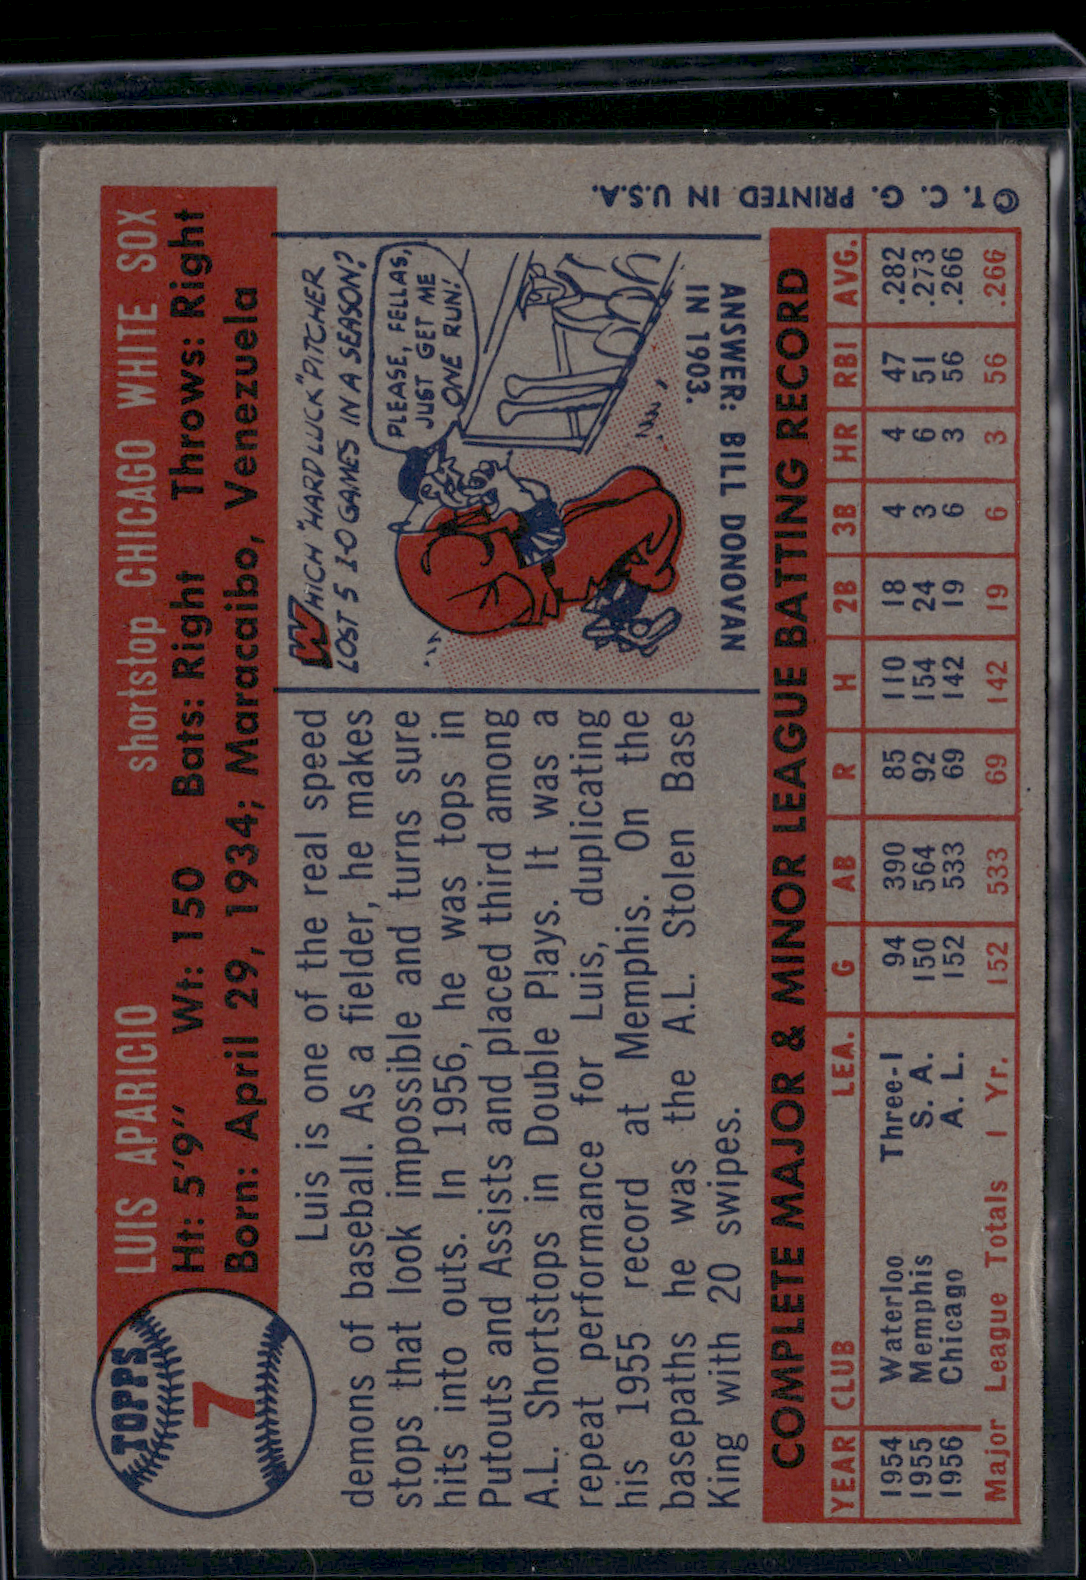 TOPPS
7
LUIS APARICIO shortstop CHICAGO WHITE SOX
Ht: 5'9" Wt: 150 Bats: Right Throws: Right
Born: April 29, 1934; Maracaibo, Venezuela
Luis is one of the real speed
demons of baseball. As a fielder, he makes
stops that look impossible and turns sure
hits into outs. In 1956, he was tops in
Putouts and Assists and placed third among
A.L. Shortstops in Double Plays. It was a
repeat performance for Luis, duplicating
his 1955 record at Memphis. On the
basepaths he was the A.L. Stolen Base
King with 20 swipes.
WHICH "HARD LUCK" PITCHER
LOST 5 1-0 GAMES IN A SEASON?
PLEASE, FELLAS,
JUST GET ME
ONE RUN!
ANSWER: BILL DONOVAN
IN 1903.
COMPLETE MAJOR & MINOR LEAGUE BATTING RECORD
YEAR CLUB LEA. G AB R H 2B 3B HR RBI AVG.
1954 Waterloo Three-I 94 390 85 110 18 4 4 47 .282
1955 Memphis S. A. 150 564 92 154 24 3 6 51 .273
1956 Chicago A. L. 152 533 69 142 19 6 3 56 .266
Major League Totals 1 Yr. 152 533 69 142 19 6 3 56 .266
© T. C. G. PRINTED IN U.S.A.